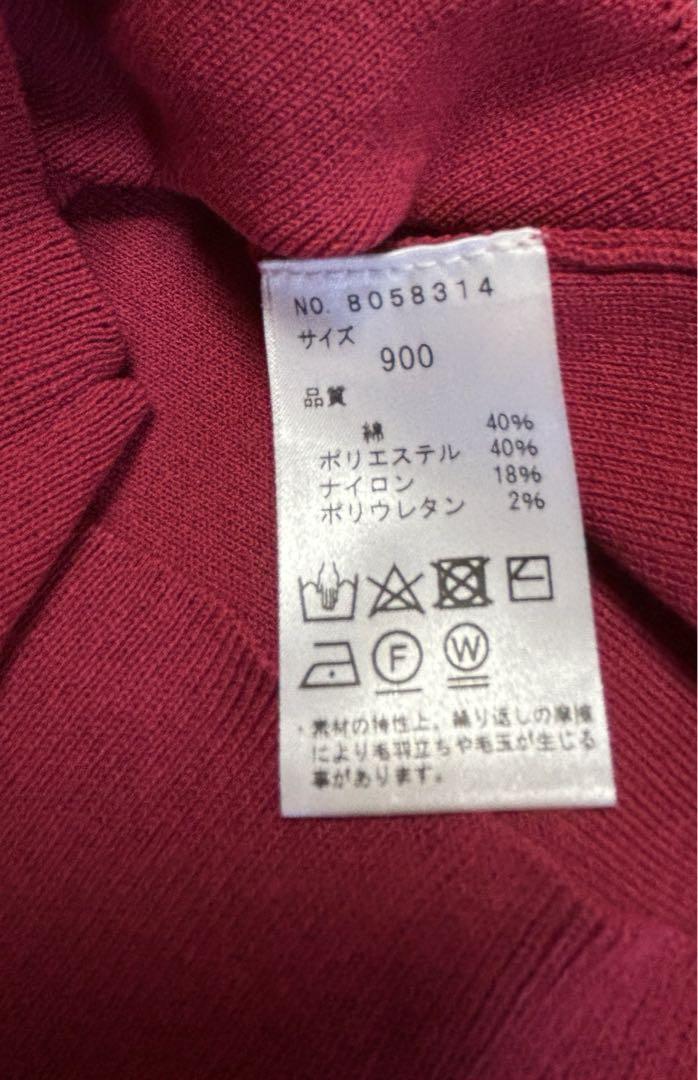 NO. 8058314
サイズ
900
品質
綿 40%
ポリエステル 40%
ナイロン 18%
ポリウレタン 2%
F W
・素材の特性上、繰り返しの摩擦
により毛羽立ちや毛玉が生じる
事があります。